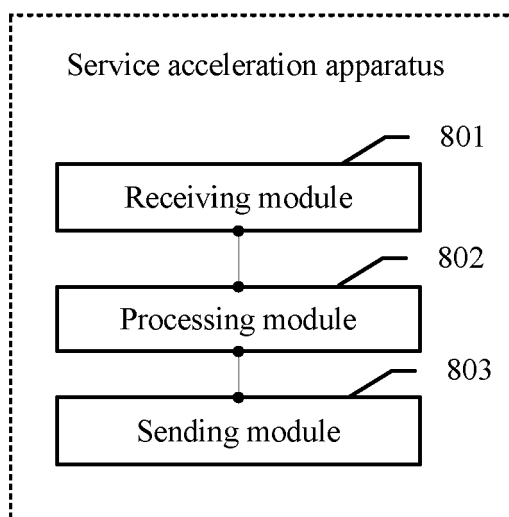 Service acceleration apparatus
801
Receiving module
802
Processing module
803
Sending module